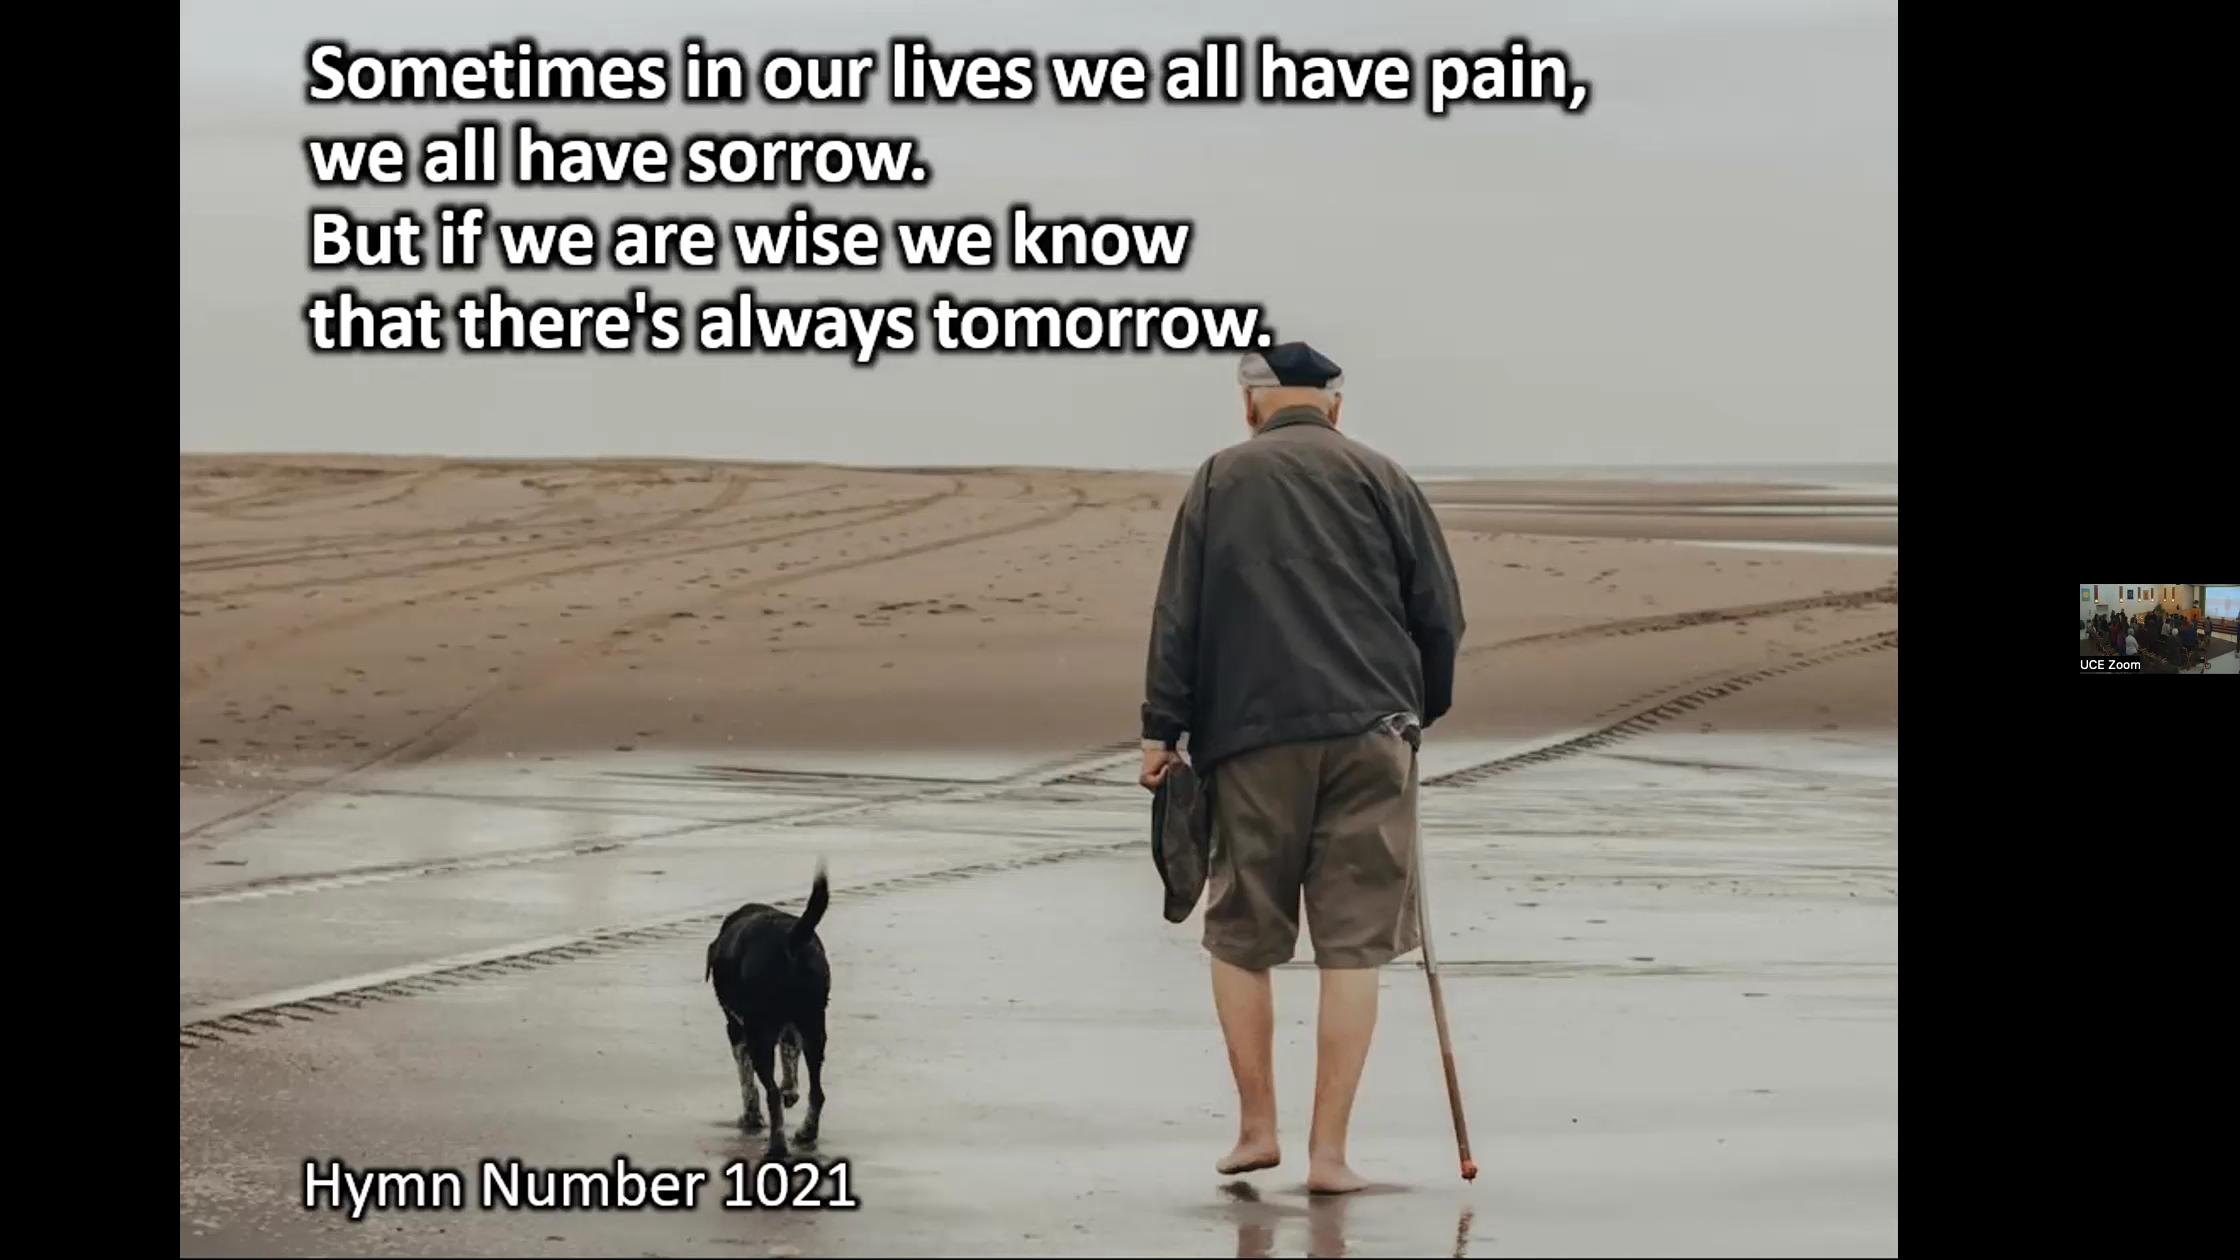 Sometimes in our lives we all have pain,
we all have sorrow.
But if we are wise we know
that there's always tomorrow.
Hymn Number 1021
UCE Zoom